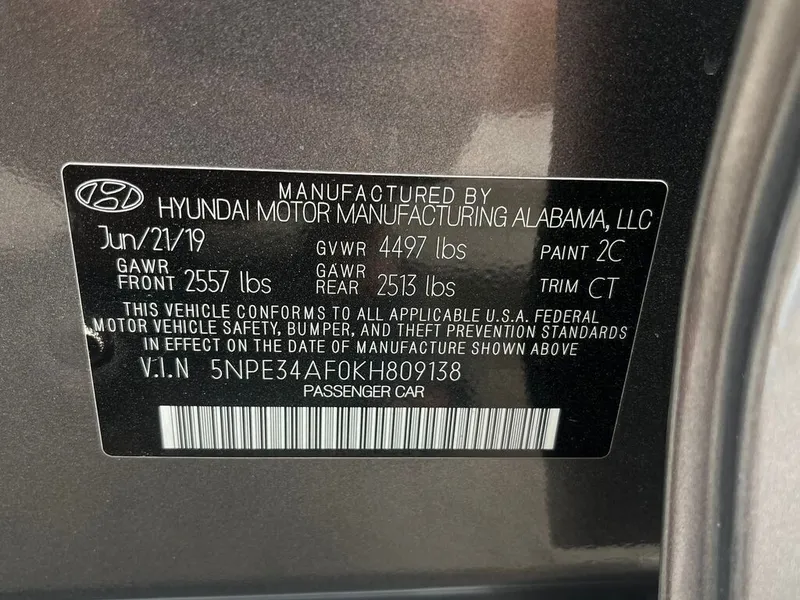 MANUFACTURED BY
HYUNDAI MOTOR MANUFACTURING ALABAMA, LLC
Jun/21/19 GVWR 4497 lbs PAINT 2C
GAWR FRONT 2557 lbs GAWR REAR 2513 lbs TRIM CT
THIS VEHICLE CONFORMS TO ALL APPLICABLE U.S.A. FEDERAL
MOTOR VEHICLE SAFETY, BUMPER, AND THEFT PREVENTION STANDARDS
IN EFFECT ON THE DATE OF MANUFACTURE SHOWN ABOVE
V.I.N 5NPE34AF0KH809138
PASSENGER CAR